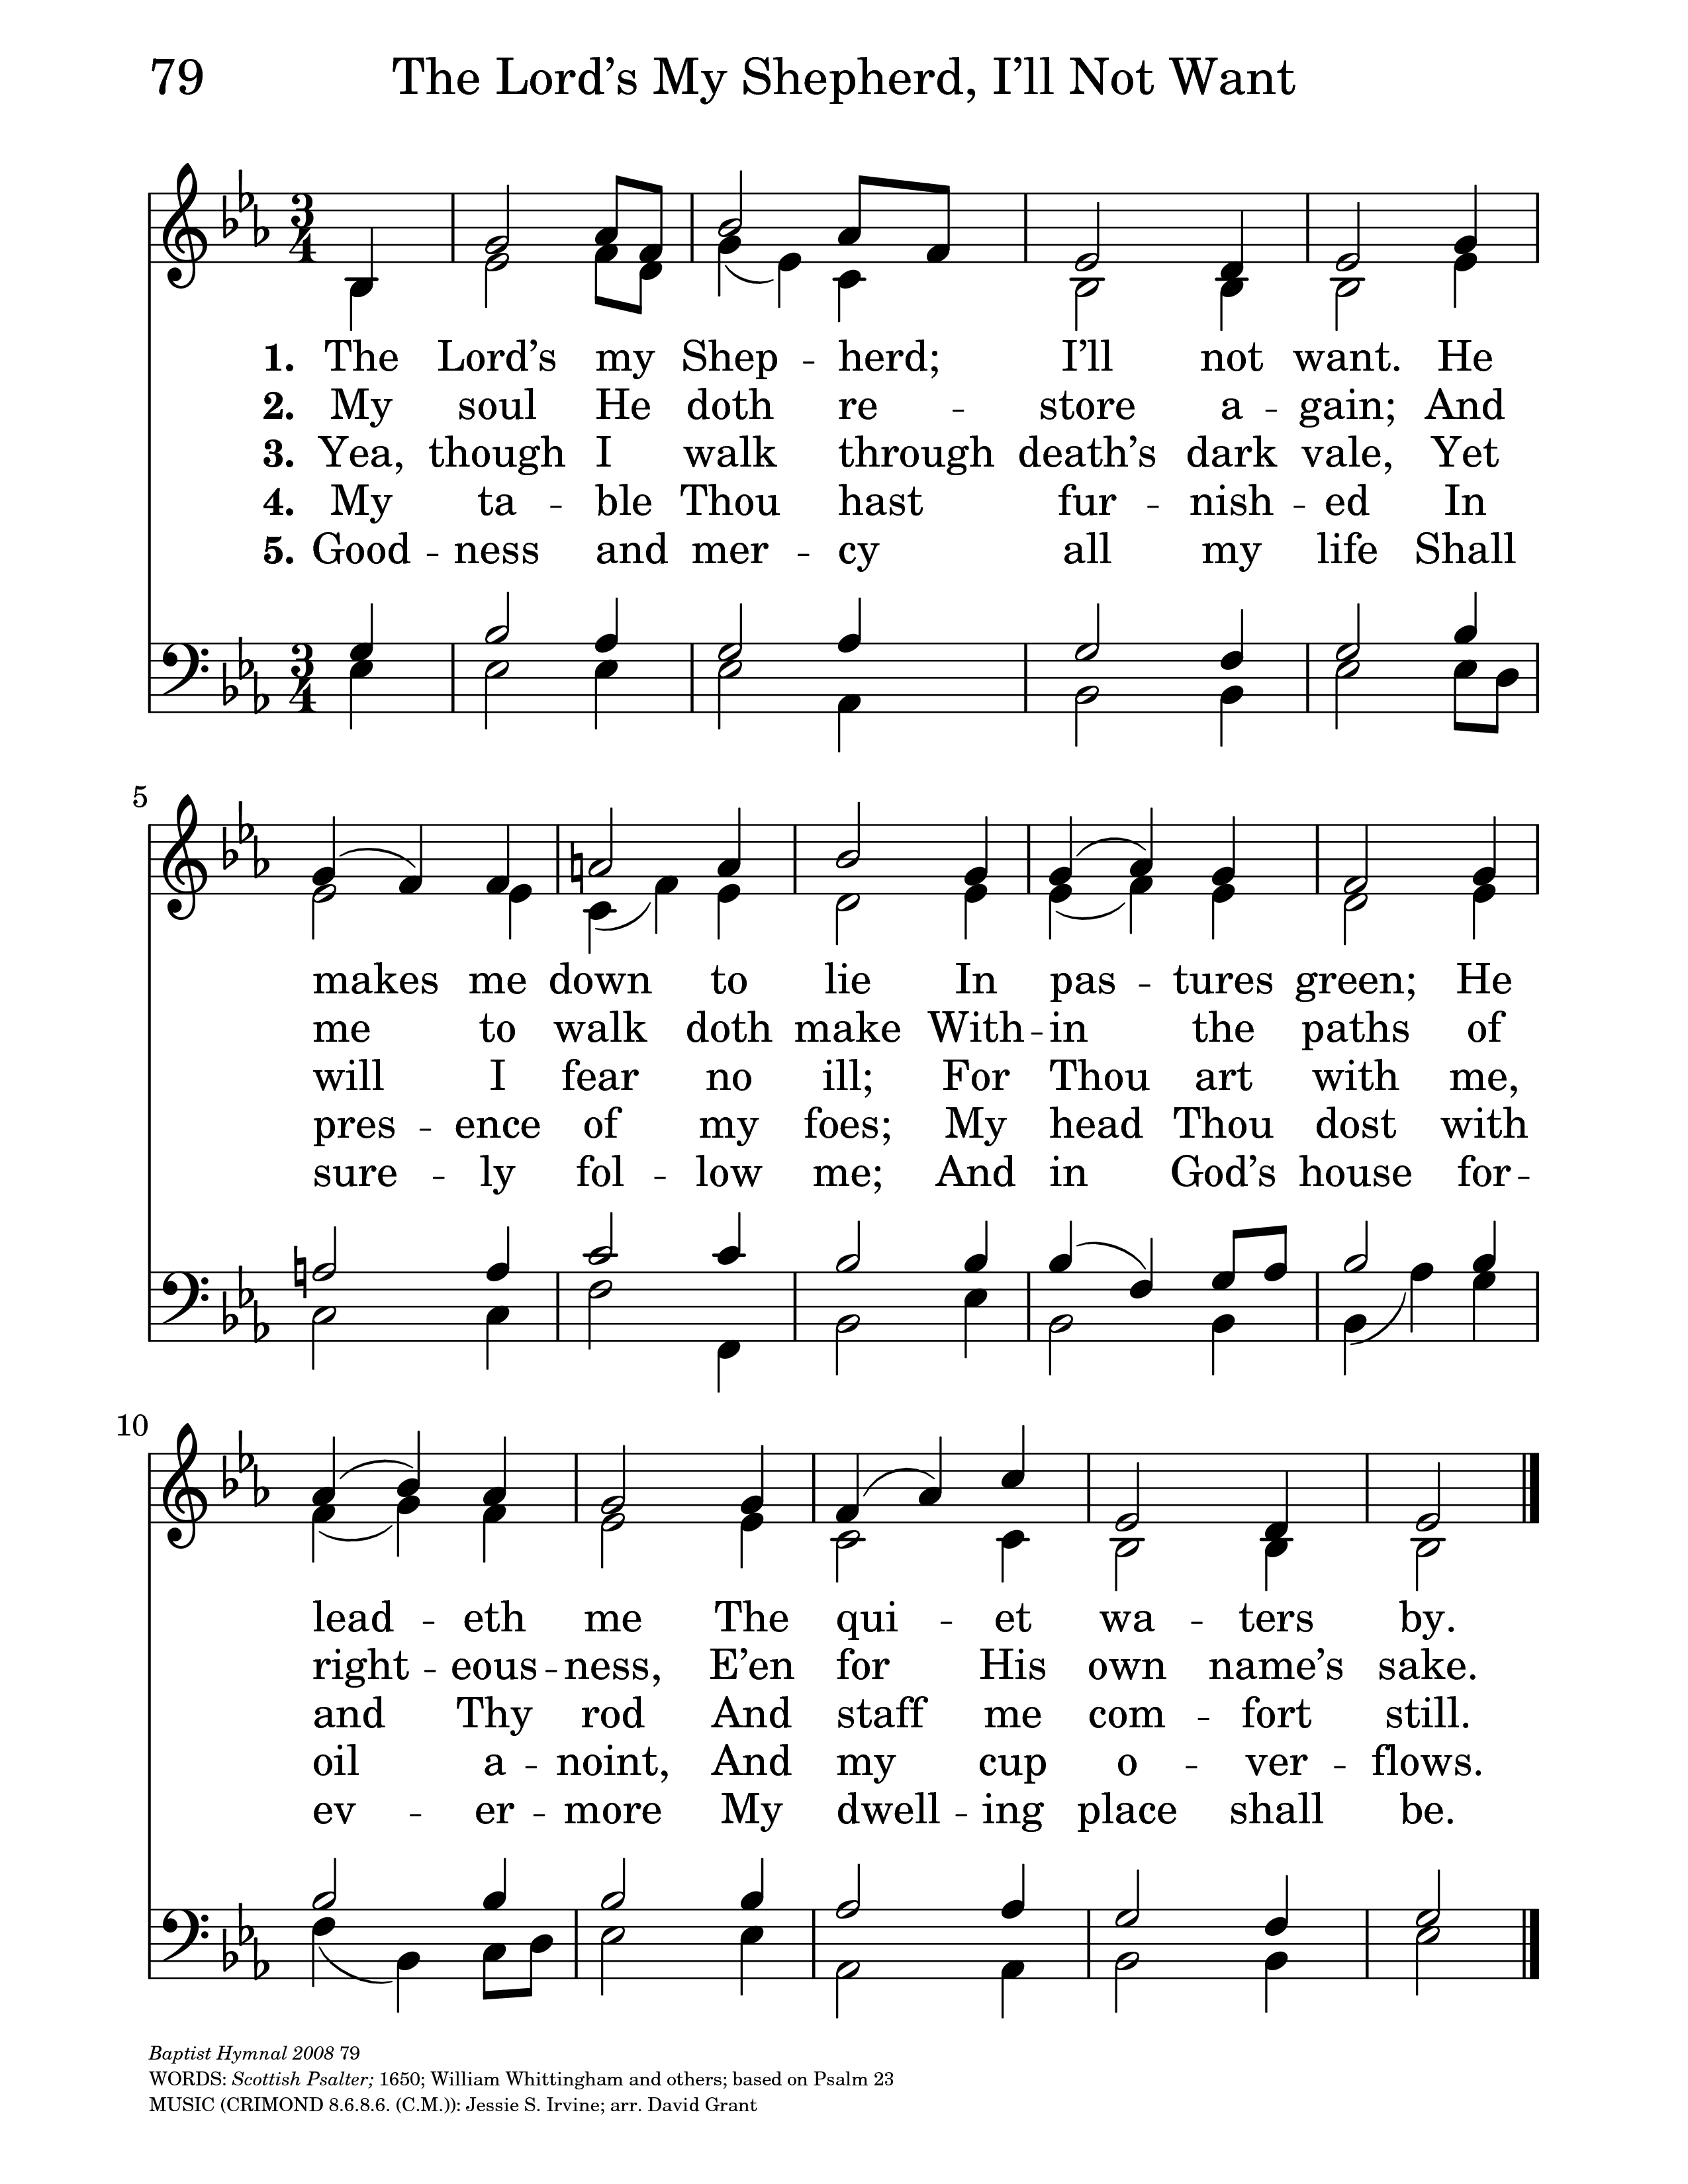 79 The Lord’s My Shepherd, I’ll Not Want
3
4
1. The Lord’s my Shep - herd; I’ll not want. He
2. My soul He doth re - store a - gain; And
3. Yea, though I walk through death’s dark vale, Yet
4. My ta - ble Thou hast fur - nish - ed In
5. Good - ness and mer - cy all my life Shall
3
4
5
makes me down to lie In pas - tures green; He
me to walk doth make With - in the paths of
will I fear no ill; For Thou art with me,
pres - ence of my foes; My head Thou dost with
sure - ly fol - low me; And in God’s house for -
10
lead - eth me The qui - et wa - ters by.
right - eous - ness, E’en for His own name’s sake.
and Thy rod And staff me com - fort still.
oil a - noint, And my cup o - ver - flows.
ev - er - more My dwell - ing place shall be.
Baptist Hymnal 2008 79
WORDS: Scottish Psalter; 1650; William Whittingham and others; based on Psalm 23
MUSIC (CRIMOND 8.6.8.6. (C.M.)): Jessie S. Irvine; arr. David Grant